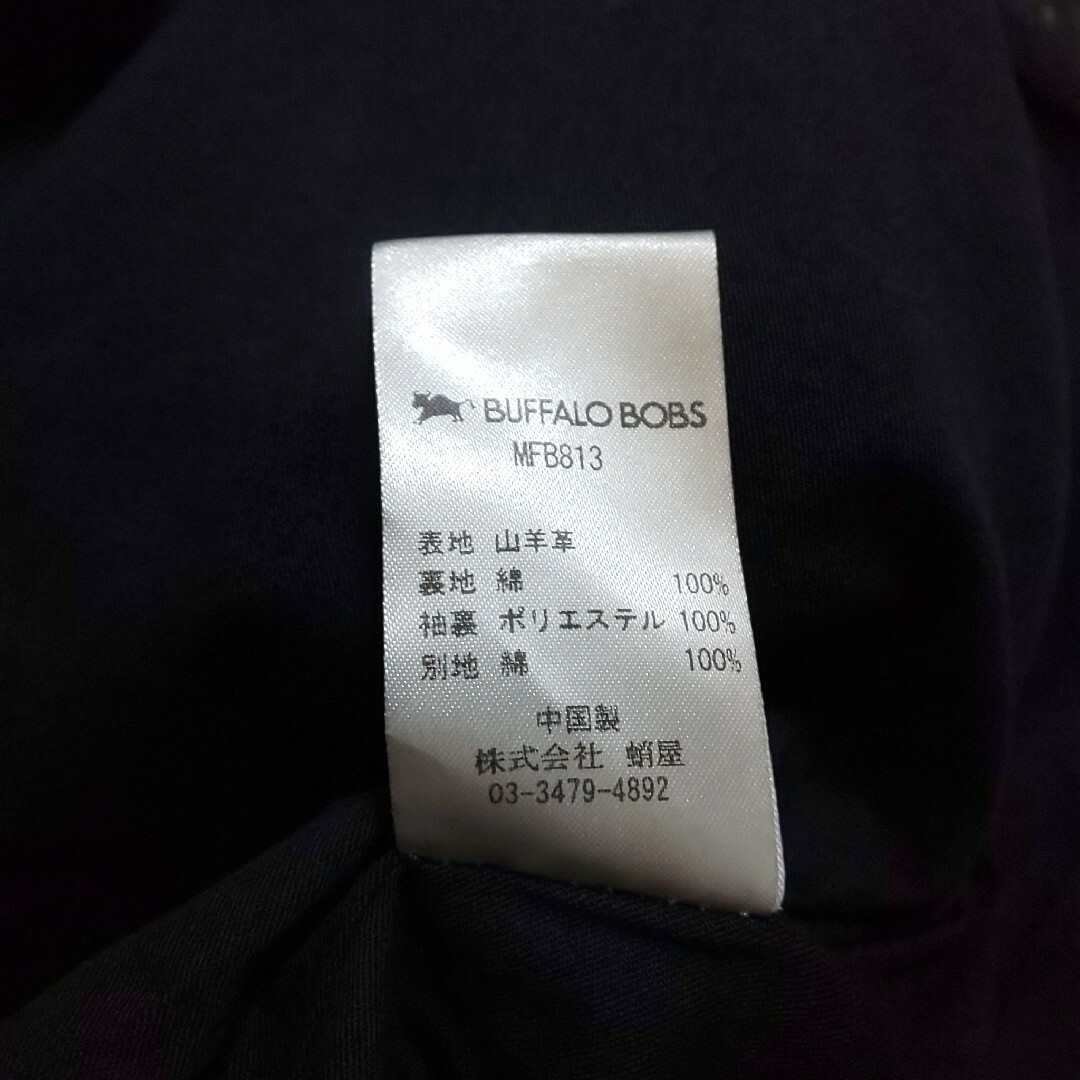 BUFFALO BOBS
MFB813
表地 山羊革
裏地 綿 100%
袖裏 ポリエステル 100%
別地 綿 100%
中国製
株式会社 蛸屋
03-3479-4892